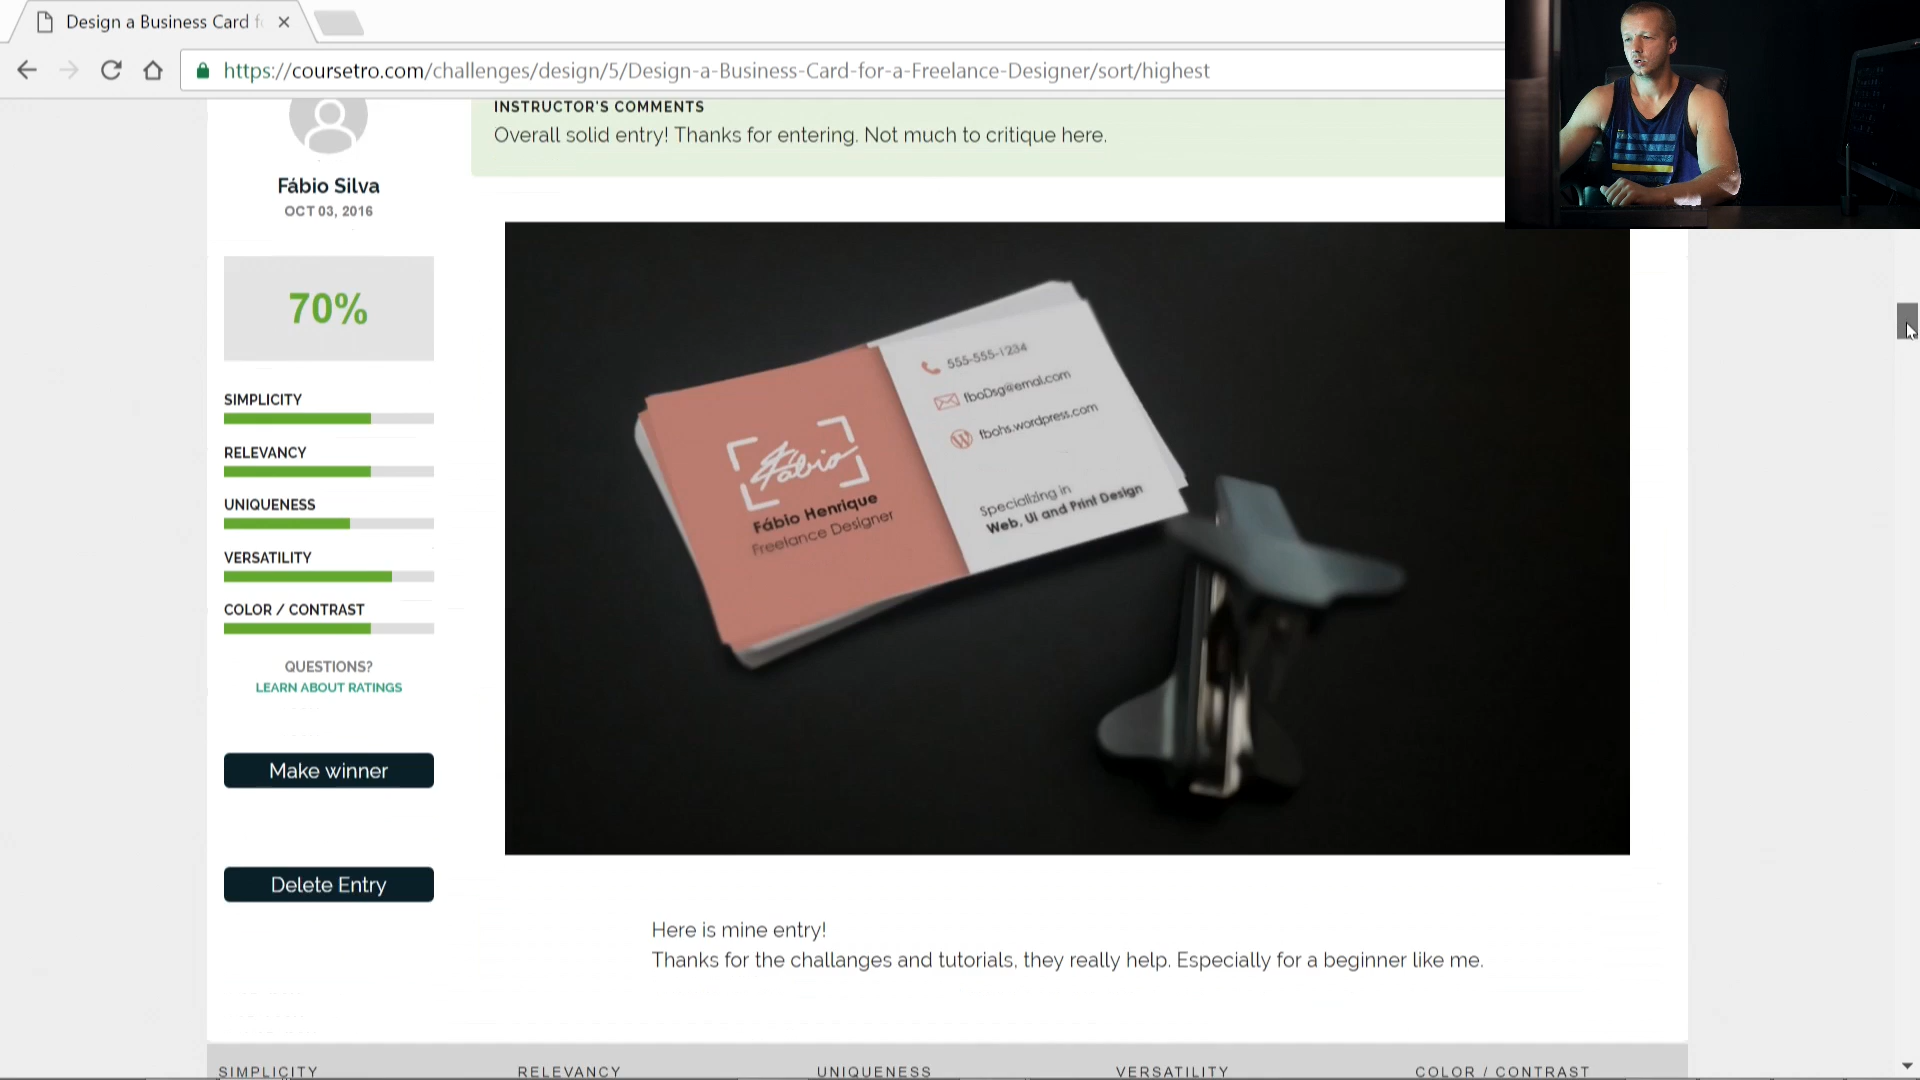 Design a Business Card f
https://coursetro.com/challenges/design/5/Design-a-Business-Card-for-a-Freelance-Designer/sort/highest
INSTRUCTOR'S COMMENTS
Overall solid entry! Thanks for entering. Not much to critique here.
Fábio Silva
OCT 03, 2016
70%
SIMPLICITY
RELEVANCY
UNIQUENESS
VERSATILITY
COLOR / CONTRAST
QUESTIONS?
LEARN ABOUT RATINGS
Make winner
Delete Entry
Fábio
Fábio Henrique
Freelance Designer
555-555-1234
fboDsg@emal.com
fbohs.wordpress.com
Specializing in
Web, UI and Print Design
Here is mine entry!
Thanks for the challanges and tutorials, they really help. Especially for a beginner like me.
SIMPLICITY RELEVANCY UNIQUENESS VERSATILITY COLOR / CONTRAST